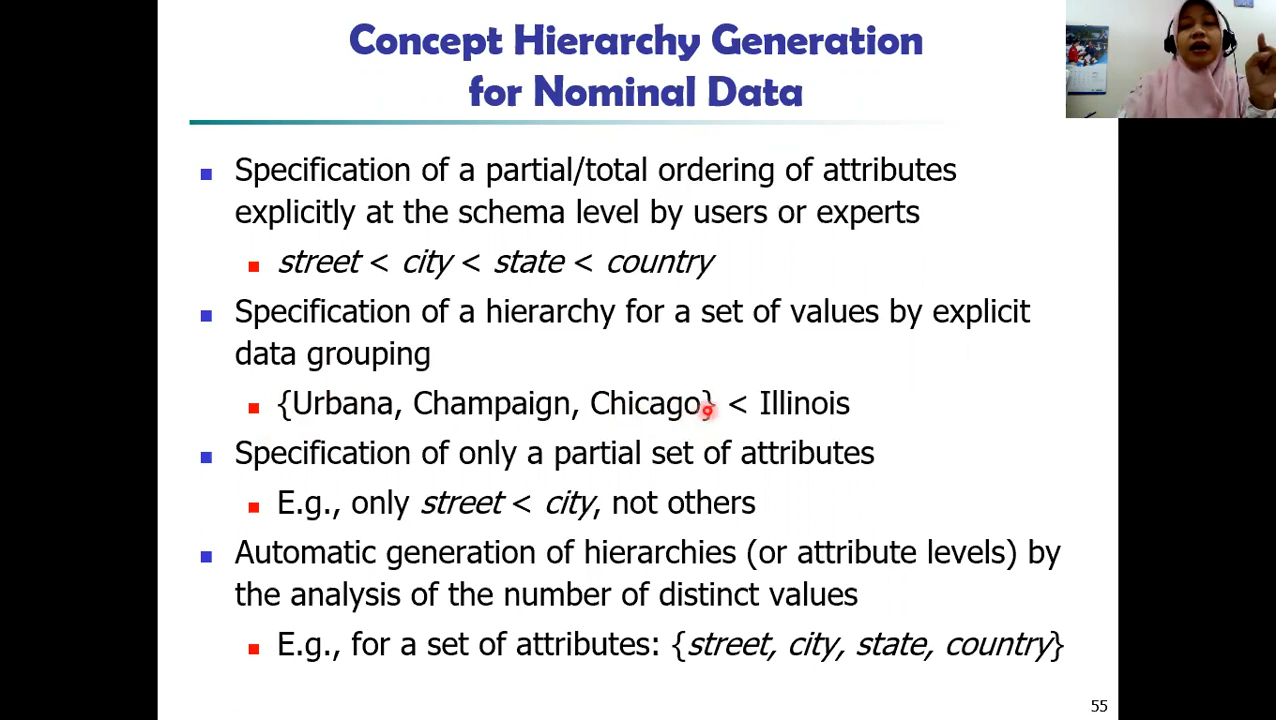 Concept Hierarchy Generation
for Nominal Data
Specification of a partial/total ordering of attributes
explicitly at the schema level by users or experts
street < city < state < country
Specification of a hierarchy for a set of values by explicit
data grouping
{Urbana, Champaign, Chicago} < Illinois
Specification of only a partial set of attributes
E.g., only street < city, not others
Automatic generation of hierarchies (or attribute levels) by
the analysis of the number of distinct values
E.g., for a set of attributes: {street, city, state, country}
55